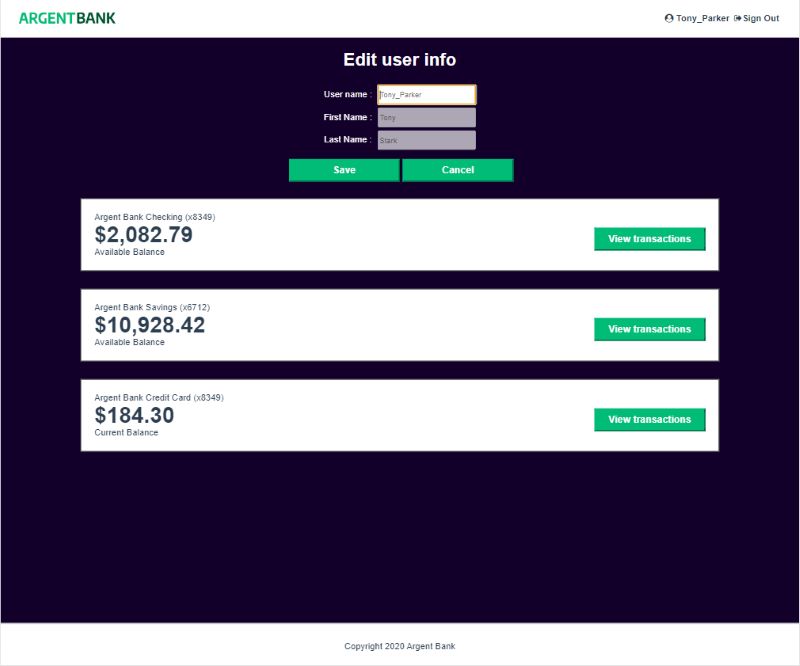 ARGENTBANK
Tony_Parker Sign Out
Edit user info
User name : Tony_Parker
First Name : Tony
Last Name : Stark
Save Cancel
Argent Bank Checking (x8349)
$2,082.79
Available Balance
View transactions
Argent Bank Savings (x6712)
$10,928.42
Available Balance
View transactions
Argent Bank Credit Card (x8349)
$184.30
Current Balance
View transactions
Copyright 2020 Argent Bank